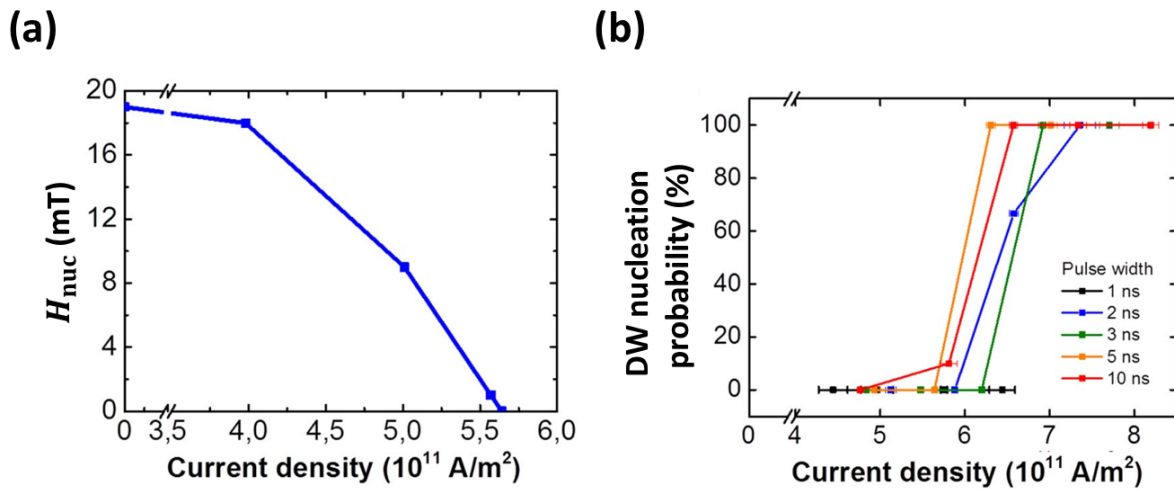 (a)
(b)
H_nuc (mT)
20
16
12
8
4
0
0 3,5 4,0 4,5 5,0 5,5 6,0
Current density (10^11 A/m^2)
DW nucleation
probability (%)
100
80
60
40
20
0
0 4 5 6 7 8
Current density (10^11 A/m^2)
Pulse width
1 ns
2 ns
3 ns
5 ns
10 ns